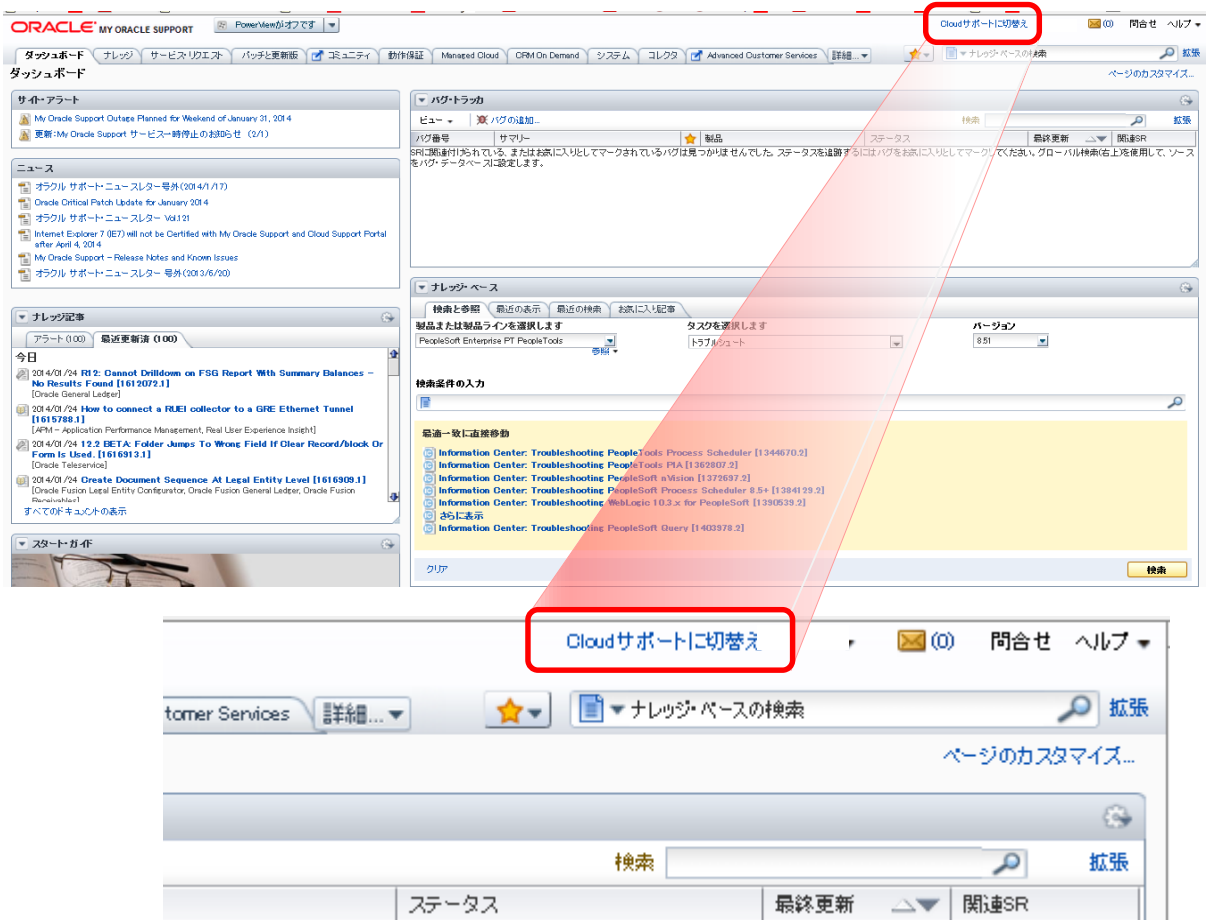 ORACLE MY ORACLE SUPPORT
PowerViewがオフです
Cloudサポートに切替え
(0) 問合せ ヘルプ
ダッシュボード ナレッジ サービス・リクエスト パッチと更新版 コミュニティ 動作保証 Managed Cloud CRM On Demand システム コレクタ Advanced Customer Services 詳細...
ナレッジ・ベースの検索 拡張
ダッシュボード
ページのカスタマイズ...
サイト・アラート
My Oracle Support Outage Planned for Weekend of January 31, 2014
更新:My Oracle Support サービス一時停止のお知らせ (2/1)
ニュース
オラクル サポート・ニュースレター号外(2014/1/17)
Oracle Critical Patch Update for January 2014
オラクル サポート・ニュースレター Vol.121
Internet Explorer 7 (IE7) will not be Certified with My Oracle Support and Cloud Support Portal
after April 4, 2014
My Oracle Support – Release Notes and Known Issues
オラクル サポート・ニュースレター 号外(2013/6/20)
ナレッジ記事
アラート (100) 最近更新済 (100)
今日
2014/01/24 R12: Cannot Drilldown on FSG Report With Summary Balances –
No Results Found [1612072.1]
[Oracle General Ledger]
2014/01/24 How to connect a RUEI collector to a GRE Ethernet Tunnel
[1615788.1]
[APM – Application Performance Management, Real User Experience Insight]
2014/01/24 12.2 BETA: Folder Jumps To Wrong Field If Clear Record/block Or
Form Is Used. [1616913.1]
[Oracle Teleservice]
2014/01/24 Create Document Sequence At Legal Entity Level [1616909.1]
[Oracle Fusion Legal Entity Configurator, Oracle Fusion General Ledger, Oracle Fusion
Receivables]
すべてのドキュメントの表示
スタート・ガイド
バグ・トラッカ
ビュー バグの追加... 検索 拡張
バグ番号 サマリー 製品 ステータス 最終更新 関連SR
SRに関連付けられている、またはお気に入りとしてマークされているバグは見つかりませんでした。ステータスを追跡するにはバグをお気に入りとしてマークしてください。グローバル検索(右上)を使用して、ソース
をバグ・データベースに設定します。
ナレッジ・ベース
検索と参照 最近の表示 最近の検索 お気に入り記事
製品または製品ラインを選択します タスクを選択します バージョン
PeopleSoft Enterprise PT PeopleTools トラブルシュート 8.51
参照
検索条件の入力
最適一致に直接移動
Information Center: Troubleshooting PeopleTools Process Scheduler [1344670.2]
Information Center: Troubleshooting PeopleTools PIA [1362807.2]
Information Center: Troubleshooting PeopleSoft nVision [1372697.2]
Information Center: Troubleshooting PeopleSoft Process Scheduler 8.5+ [1384129.2]
Information Center: Troubleshooting WebLogic 10.3.x for PeopleSoft [1390539.2]
さらに表示
Information Center: Troubleshooting PeopleSoft Query [1403978.2]
クリア 検索
Cloudサポートに切替え (0) 問合せ ヘルプ
tomer Services 詳細... ナレッジ・ベースの検索 拡張
ページのカスタマイズ...
検索 拡張
ステータス 最終更新 関連SR